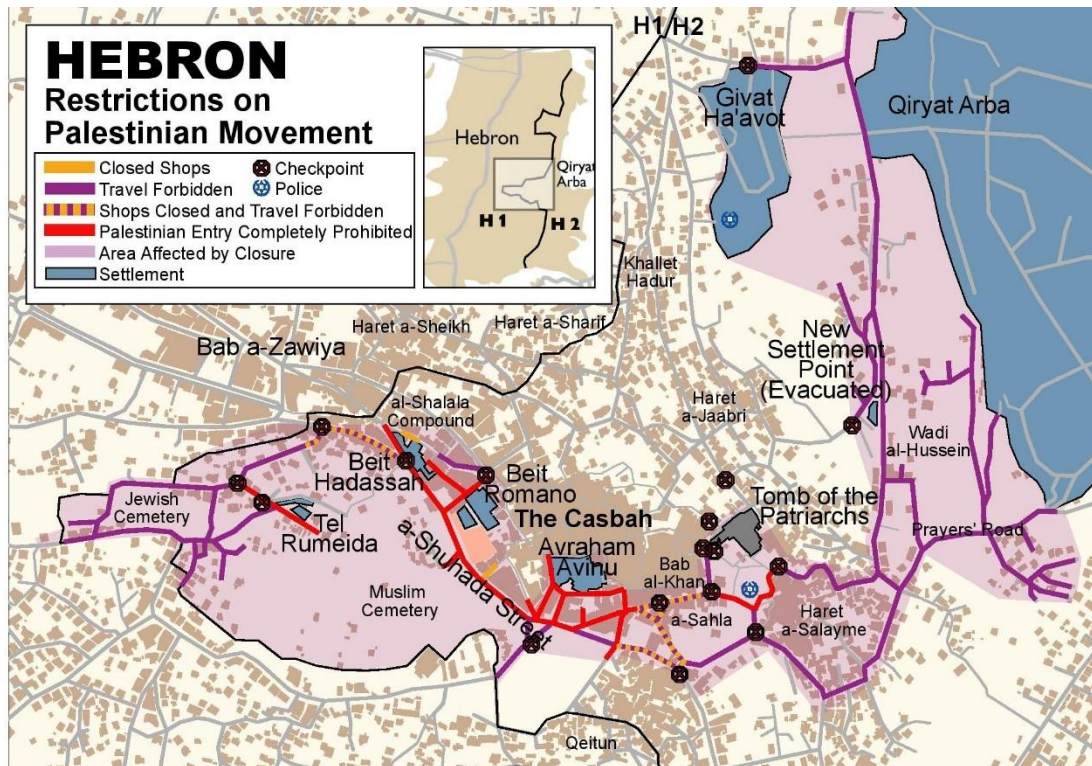 HEBRON
Restrictions on
Palestinian Movement
Closed Shops
Checkpoint
Travel Forbidden
Police
Shops Closed and Travel Forbidden
Palestinian Entry Completely Prohibited
Area Affected by Closure
Settlement
Hebron
Qiryat
Arba
H 1
H 2
H1 H2
Givat
Ha'avot
Qiryat Arba
Khallet
Hadur
Haret a-Sheikh
Haret a-Sharif
Bab a-Zawiya
New
Settlement
Point
(Evacuated)
al-Shalala
Compound
Haret
a-Jaabri
Wadi
al-Hussein
Beit
Hadassah
Beit
Romano
Tomb of the
Patriarchs
Jewish
Cemetery
The Casbah
Tel
Rumeida
Prayers' Road
a-Shuhada Street
Avraham
Avinu
Bab
al-Khan
Muslim
Cemetery
a-Sahla
Haret
a-Salayme
Qeitun